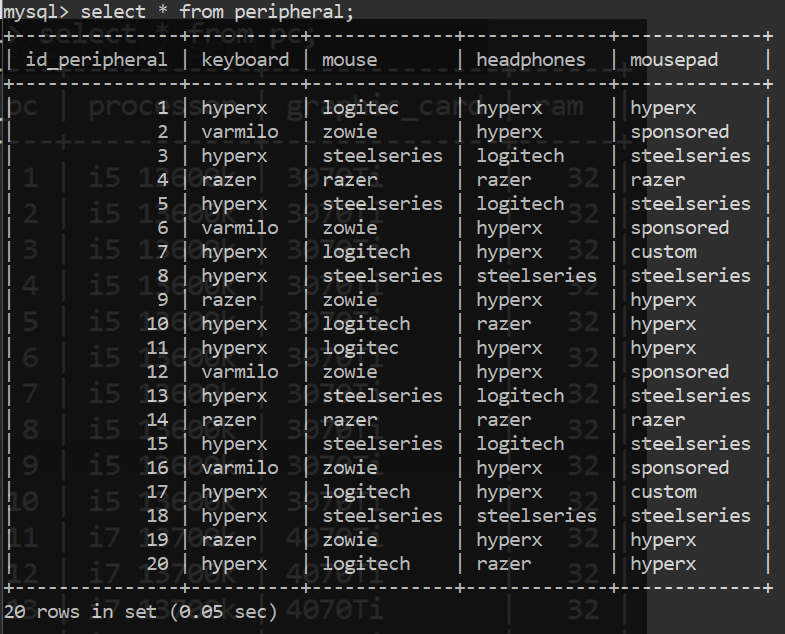 mysql> select * from peripheral;
+---------------+----------+-------------+-------------+-------------+
| id_peripheral | keyboard | mouse       | headphones  | mousepad    |
+---------------+----------+-------------+-------------+-------------+
|             1 | hyperx   | logitec     | hyperx      | hyperx      |
|             2 | varmilo  | zowie       | hyperx      | sponsored   |
|             3 | hyperx   | steelseries | logitech    | steelseries |
|             4 | razer    | razer       | razer       | razer       |
|             5 | hyperx   | steelseries | logitech    | steelseries |
|             6 | varmilo  | zowie       | hyperx      | sponsored   |
|             7 | hyperx   | logitech    | hyperx      | custom      |
|             8 | hyperx   | steelseries | steelseries | steelseries |
|             9 | razer    | zowie       | hyperx      | hyperx      |
|            10 | hyperx   | logitech    | razer       | hyperx      |
|            11 | hyperx   | logitec     | hyperx      | hyperx      |
|            12 | varmilo  | zowie       | hyperx      | sponsored   |
|            13 | hyperx   | steelseries | logitech    | steelseries |
|            14 | razer    | razer       | razer       | razer       |
|            15 | hyperx   | steelseries | logitech    | steelseries |
|            16 | varmilo  | zowie       | hyperx      | sponsored   |
|            17 | hyperx   | logitech    | hyperx      | custom      |
|            18 | hyperx   | steelseries | steelseries | steelseries |
|            19 | razer    | zowie       | hyperx      | hyperx      |
|            20 | hyperx   | logitech    | razer       | hyperx      |
+---------------+----------+-------------+-------------+-------------+
20 rows in set (0.05 sec)